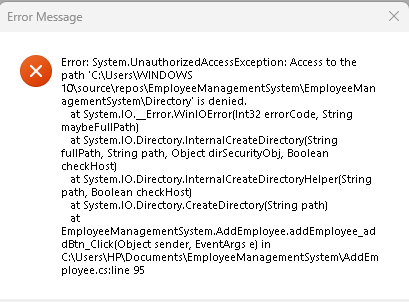 Error Message
Error: System.UnauthorizedAccessException: Access to the
path 'C:\Users\WINDOWS
10\source\repos\EmployeeManagementSystem\EmployeeMan
agementSystem\Directory' is denied.
at System.IO.__Error.WinIOError(Int32 errorCode, String
maybeFullPath)
at System.IO.Directory.InternalCreateDirectory(String
fullPath, String path, Object dirSecurityObj, Boolean
checkHost)
at System.IO.Directory.InternalCreateDirectoryHelper(String
path, Boolean checkHost)
at System.IO.Directory.CreateDirectory(String path)
at
EmployeeManagementSystem.AddEmployee.addEmployee_ad
dBtn_Click(Object sender, EventArgs e) in
C:\Users\HP\Documents\EmployeeManagementSystem\AddEm
ployee.cs:line 95